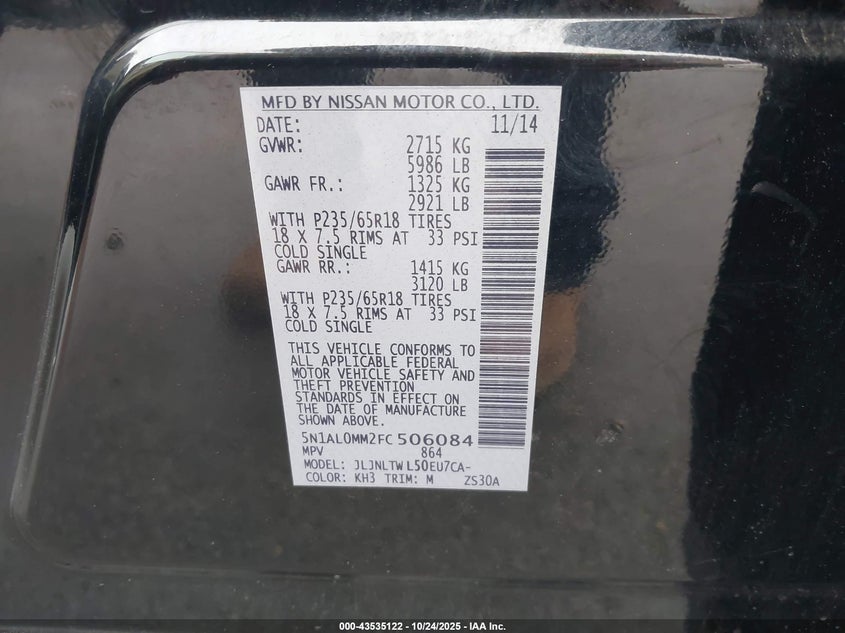 MFD BY NISSAN MOTOR CO., LTD.
DATE: 11/14
GVWR: 2715 KG
5986 LB
GAWR FR.: 1325 KG
2921 LB
WITH P235/65R18 TIRES
18 X 7.5 RIMS AT 33 PSI
COLD SINGLE
GAWR RR.: 1415 KG
3120 LB
WITH P235/65R18 TIRES
18 X 7.5 RIMS AT 33 PSI
COLD SINGLE
THIS VEHICLE CONFORMS TO
ALL APPLICABLE FEDERAL
MOTOR VEHICLE SAFETY AND
THEFT PREVENTION
STANDARDS IN EFFECT ON
THE DATE OF MANUFACTURE
SHOWN ABOVE.
5N1AL0MM2FC506084
MPV 864
MODEL: JLJNLTW L50EU7CA-
COLOR: KH3 TRIM: M ZS30A
000-43535122 - 10/24/2025 - IAA Inc.